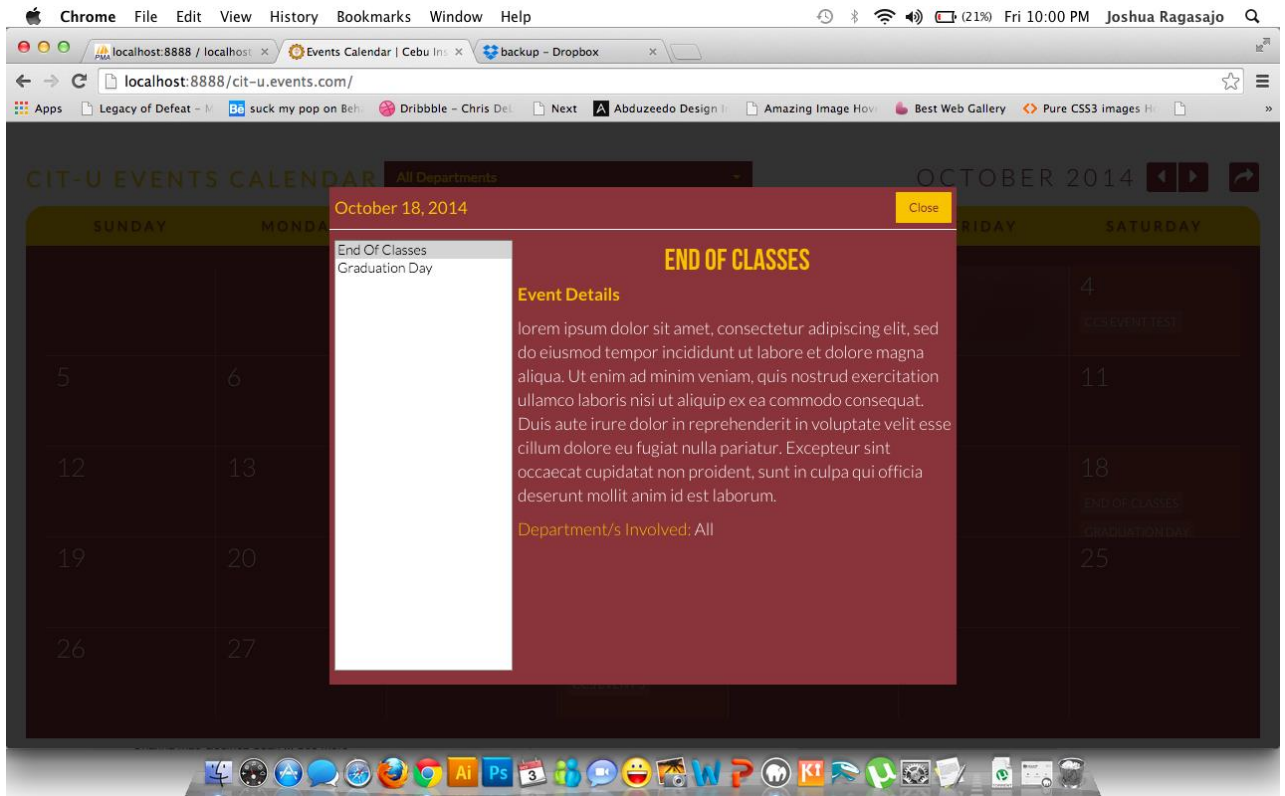 Chrome File Edit View History Bookmarks Window Help (21%) Fri 10:00 PM Joshua Ragasajo
localhost:8888 / localhost Events Calendar | Cebu Ins backup – Dropbox
localhost:8888/cit-u.events.com/
Apps Legacy of Defeat – M suck my pop on Beh Dribbble – Chris Del Next Abduzeedo Design I Amazing Image Hov Best Web Gallery Pure CSS3 images H »
CIT-U EVENTS CALENDAR All Departments OCTOBER 2014
October 18, 2014 Close
SUNDAY MONDA RIDAY SATURDAY
End Of Classes
Graduation Day
END OF CLASSES
Event Details
lorem ipsum dolor sit amet, consectetur adipiscing elit, sed
do eiusmod tempor incididunt ut labore et dolore magna
aliqua. Ut enim ad minim veniam, quis nostrud exercitation
ullamco laboris nisi ut aliquip ex ea commodo consequat.
Duis aute irure dolor in reprehenderit in voluptate velit esse
cillum dolore eu fugiat nulla pariatur. Excepteur sint
occaecat cupidatat non proident, sunt in culpa qui officia
deserunt mollit anim id est laborum.
Department/s Involved: All
4
CCS EVENT TEST
5 6 11
12 13 18
END OF CLASSES
GRADUATION DAY
19 20 25
26 27
Ai Ps 3 W ? Kt µ